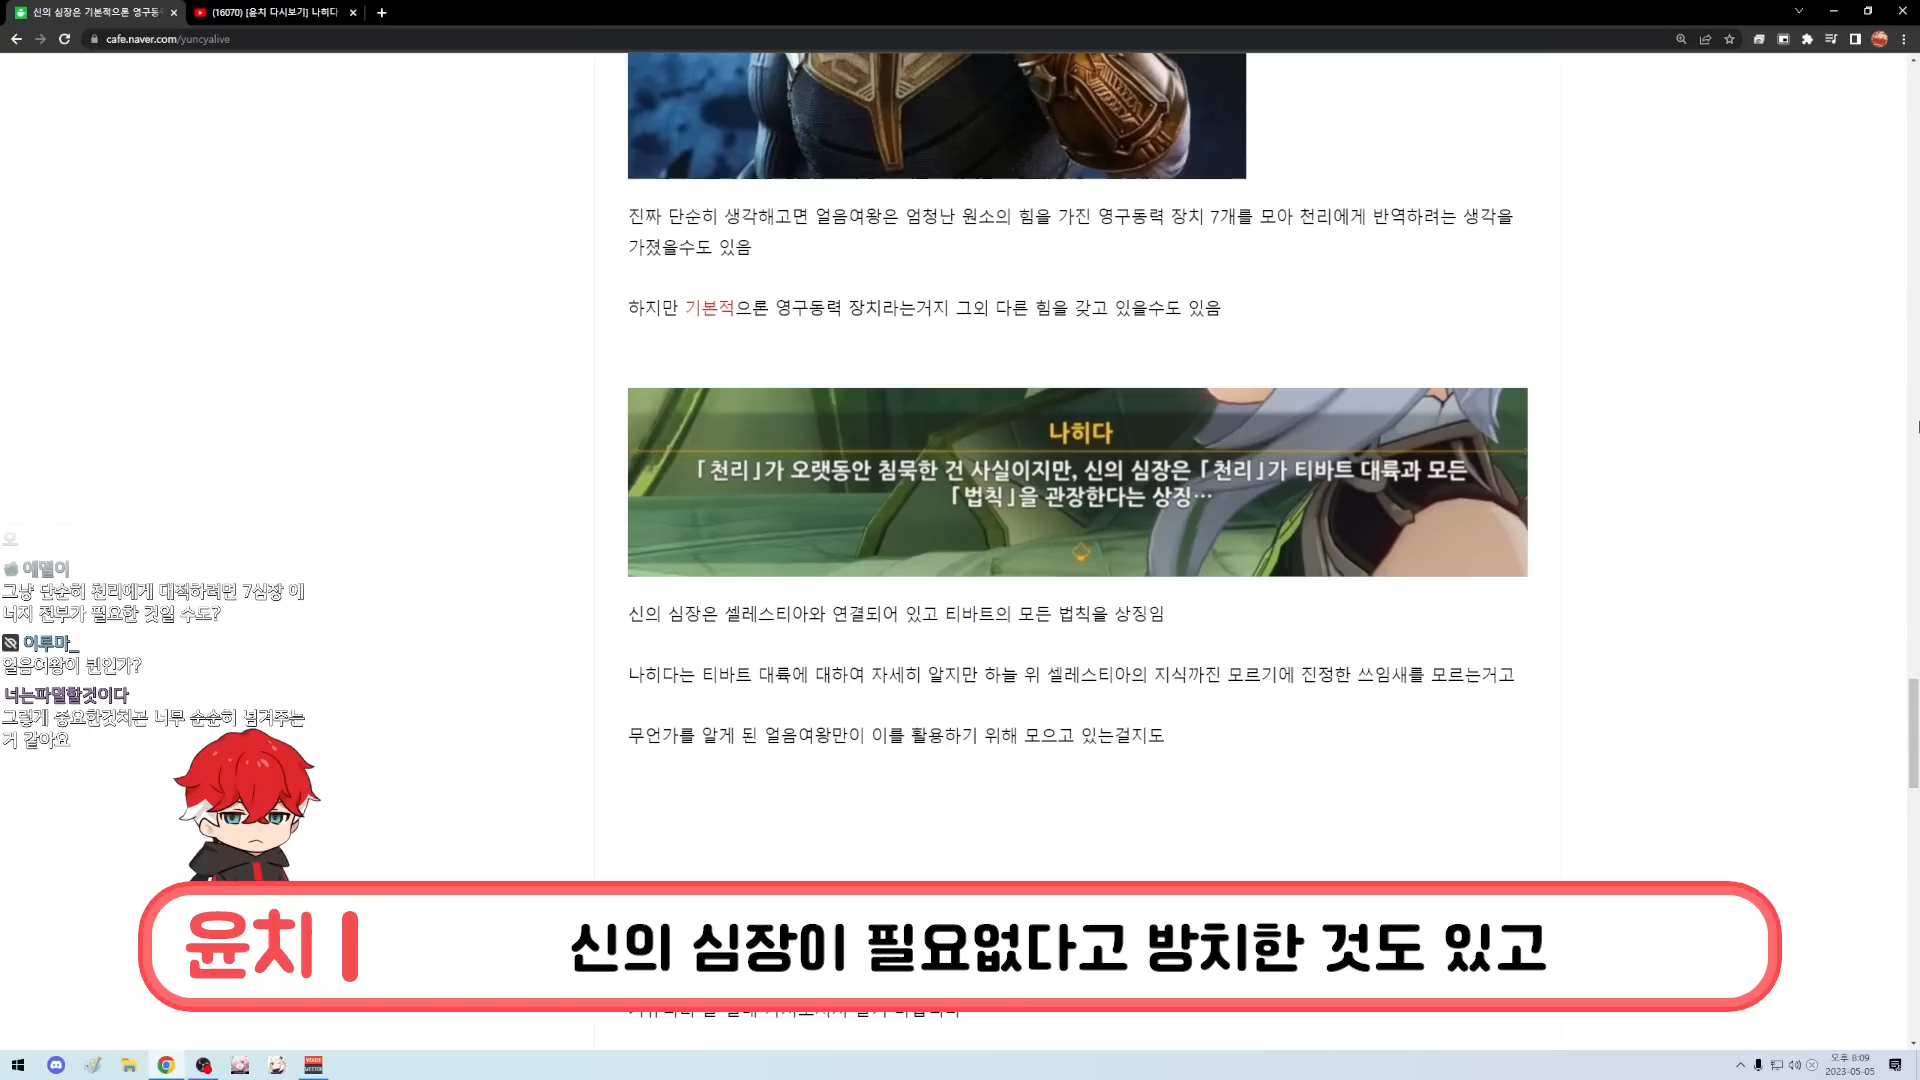 신의 심장은 기본적으론 영구동
(16070) [윤치 다시보기] 나히다
cafe.naver.com/yuncyalive
진짜 단순히 생각해고면 얼음여왕은 엄청난 원소의 힘을 가진 영구동력 장치 7개를 모아 천리에게 반역하려는 생각을
가졌을수도 있음
하지만 기본적으론 영구동력 장치라는거지 그외 다른 힘을 갖고 있을수도 있음
나히다
「천리」가 오랫동안 침묵한 건 사실이지만, 신의 심장은 「천리」가 티바트 대륙과 모든
「법칙」을 관장한다는 상징…
신의 심장은 셀레스티아와 연결되어 있고 티바트의 모든 법칙을 상징임
나히다는 티바트 대륙에 대하여 자세히 알지만 하늘 위 셀레스티아의 지식까진 모르기에 진정한 쓰임새를 모르는거고
무언가를 알게 된 얼음여왕만이 이를 활용하기 위해 모으고 있는걸지도
오
애멜이
그냥 단순히 천리에게 대적하려면 7심장 에
너지 전부가 필요한 것일 수도?
이루마_
얼음여왕이 퀸인가?
너는파멸할것이다
그렇게 중요한것치곤 너무 순순히 넘겨주는
거 같아요
윤치 신의 심장이 필요없다고 방치한 것도 있고
오후 8:09
2023-05-05